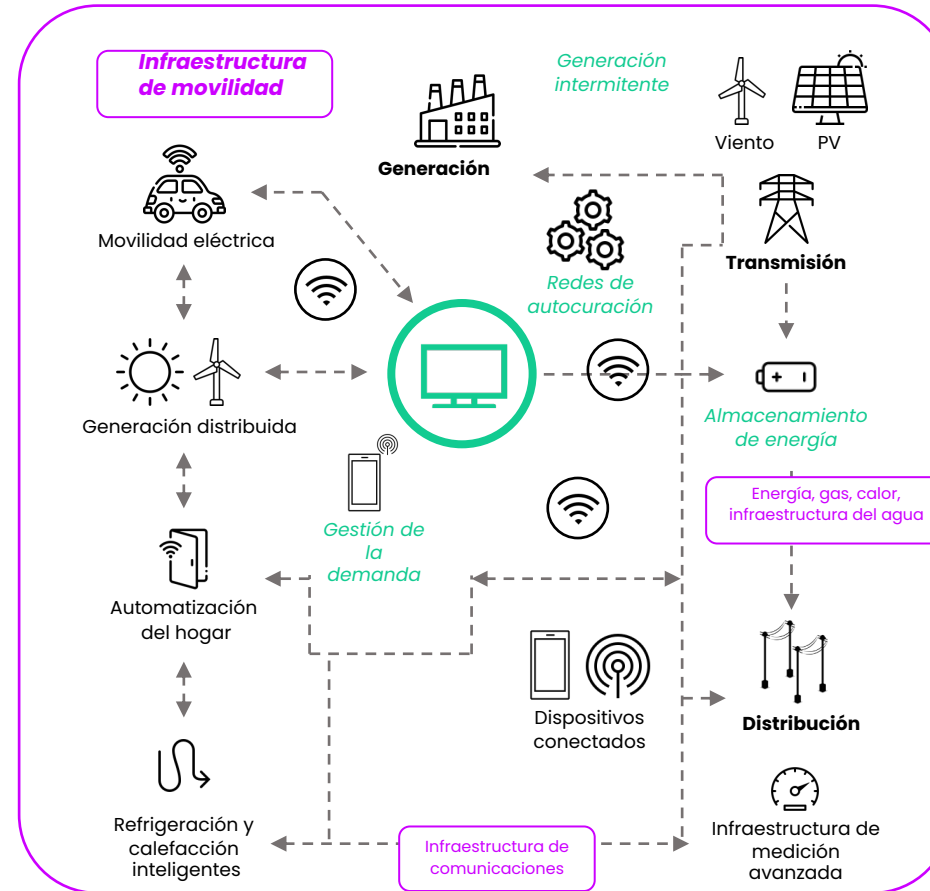 Infraestructura
de movilidad
Generación
intermitente
Viento
PV
Generación
Movilidad eléctrica
Transmisión
Redes de
autocuración
Generación distribuida
Almacenamiento
de energía
Energía, gas, calor,
infraestructura del agua
Gestión de
la
demanda
Automatización
del hogar
Dispositivos
conectados
Distribución
Refrigeración y
calefacción
inteligentes
Infraestructura de
comunicaciones
Infraestructura de
medición
avanzada